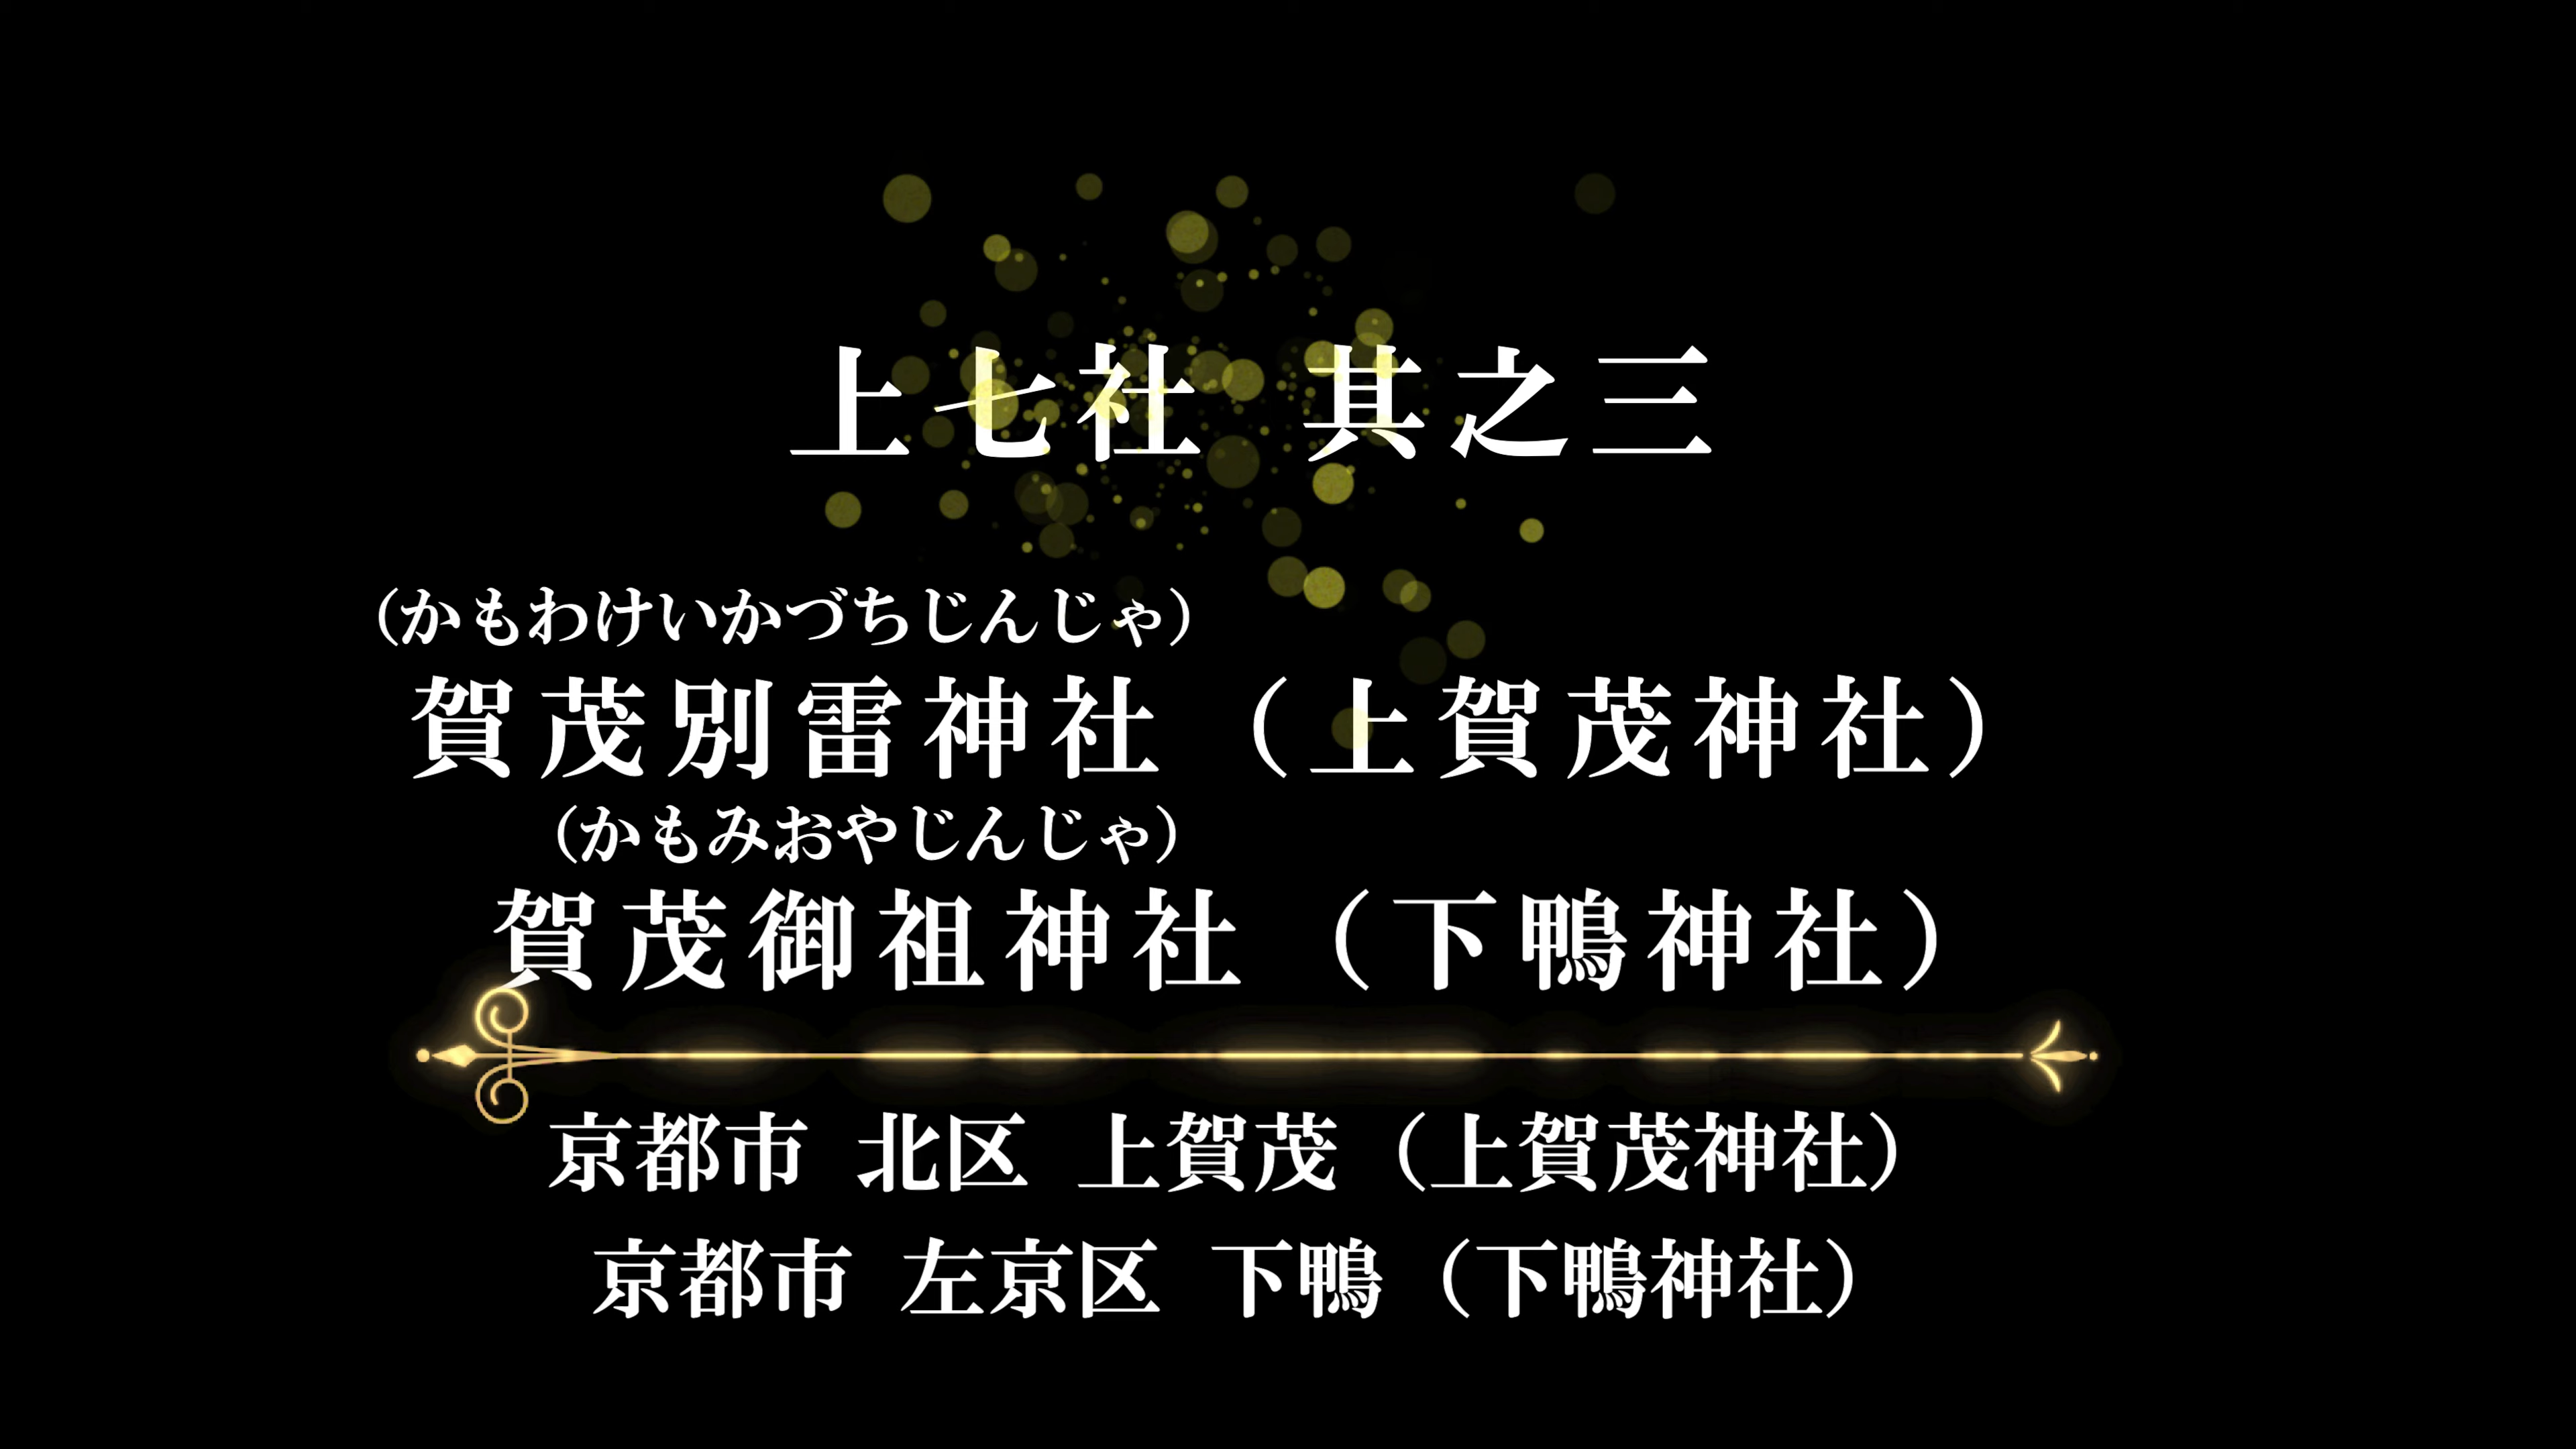 上七社 其之三
（かもわけいかづちじんじゃ）
賀茂別雷神社（上賀茂神社）
（かもみおやじんじゃ）
賀茂御祖神社（下鴨神社）
京都市 北区 上賀茂（上賀茂神社）
京都市 左京区 下鴨（下鴨神社）